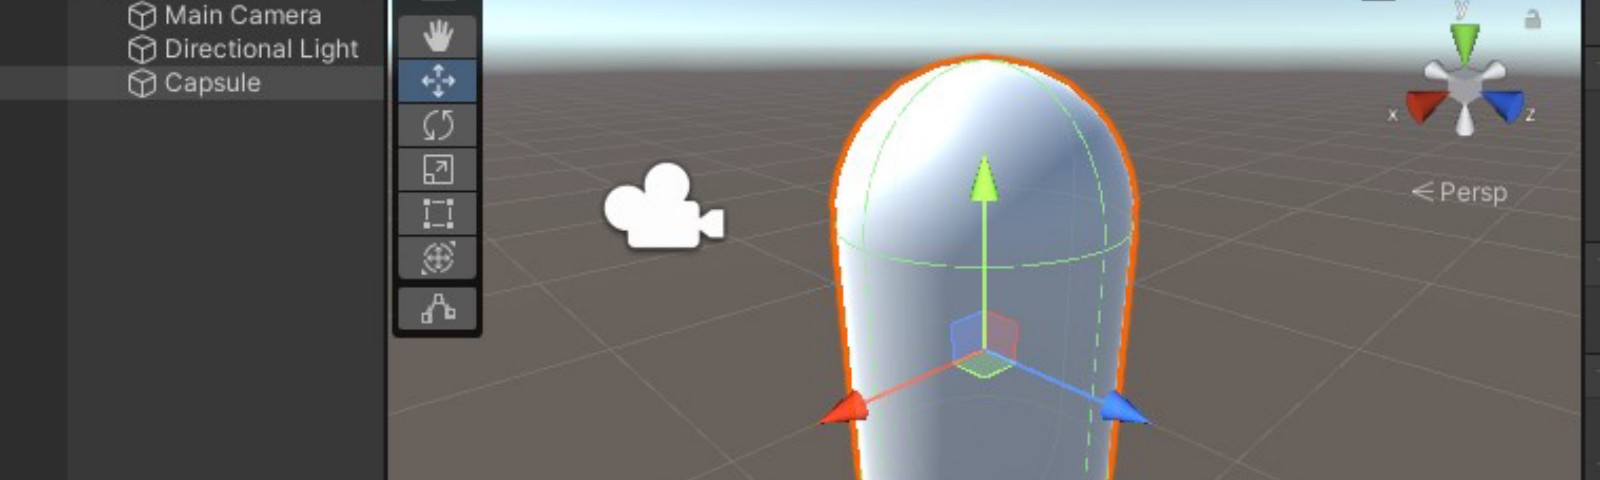 Main Camera
Directional Light
Capsule
y
x
z
Persp